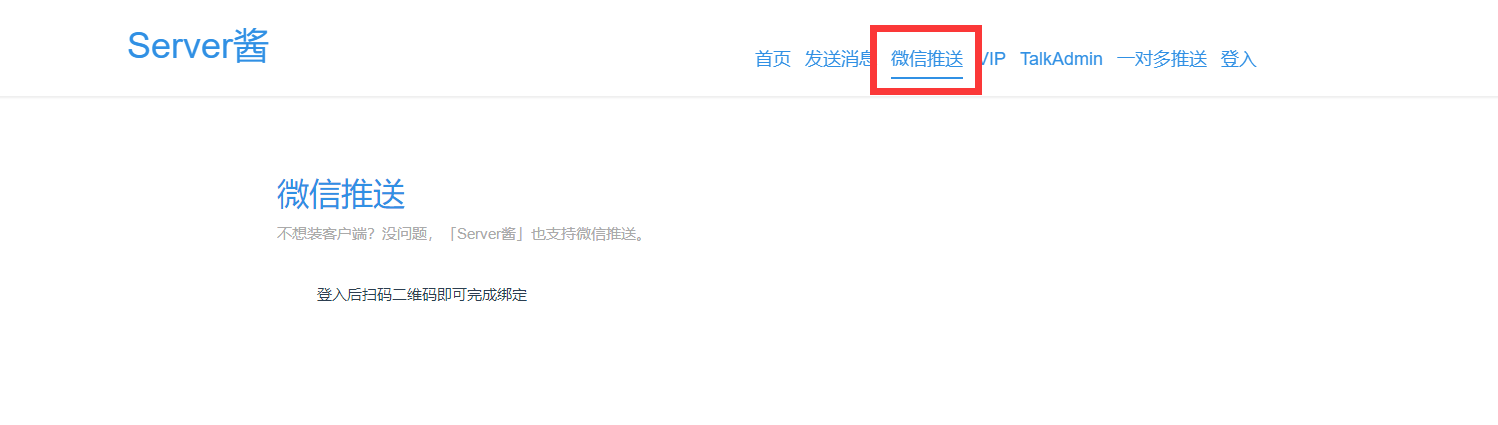 Server酱
首页 发送消息 微信推送 VIP TalkAdmin 一对多推送 登入
微信推送
不想装客户端？没问题，「Server酱」也支持微信推送。
登入后扫码二维码即可完成绑定